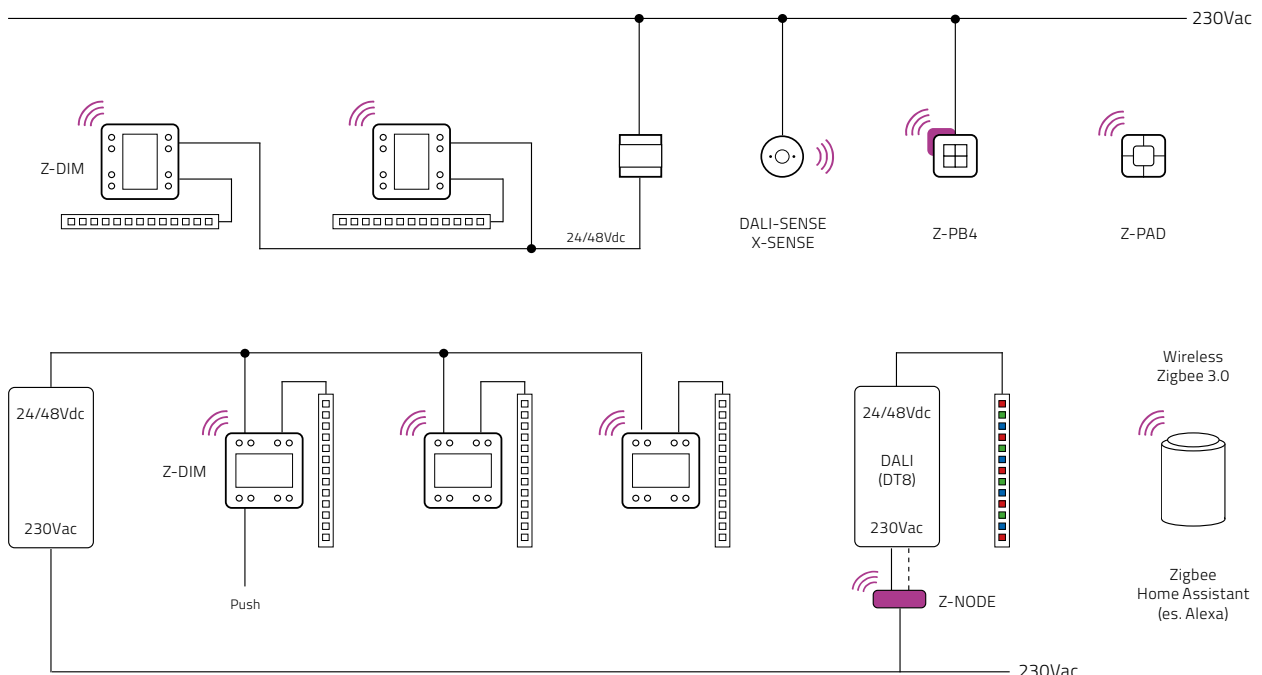 230Vac
Z-DIM
24/48Vdc
DALI-SENSE
X-SENSE
Z-PB4
Z-PAD
24/48Vdc
230Vac
Z-DIM
Push
24/48Vdc
DALI
(DT8)
230Vac
Z-NODE
Wireless
Zigbee 3.0
Zigbee
Home Assistant
(es. Alexa)
230Vac